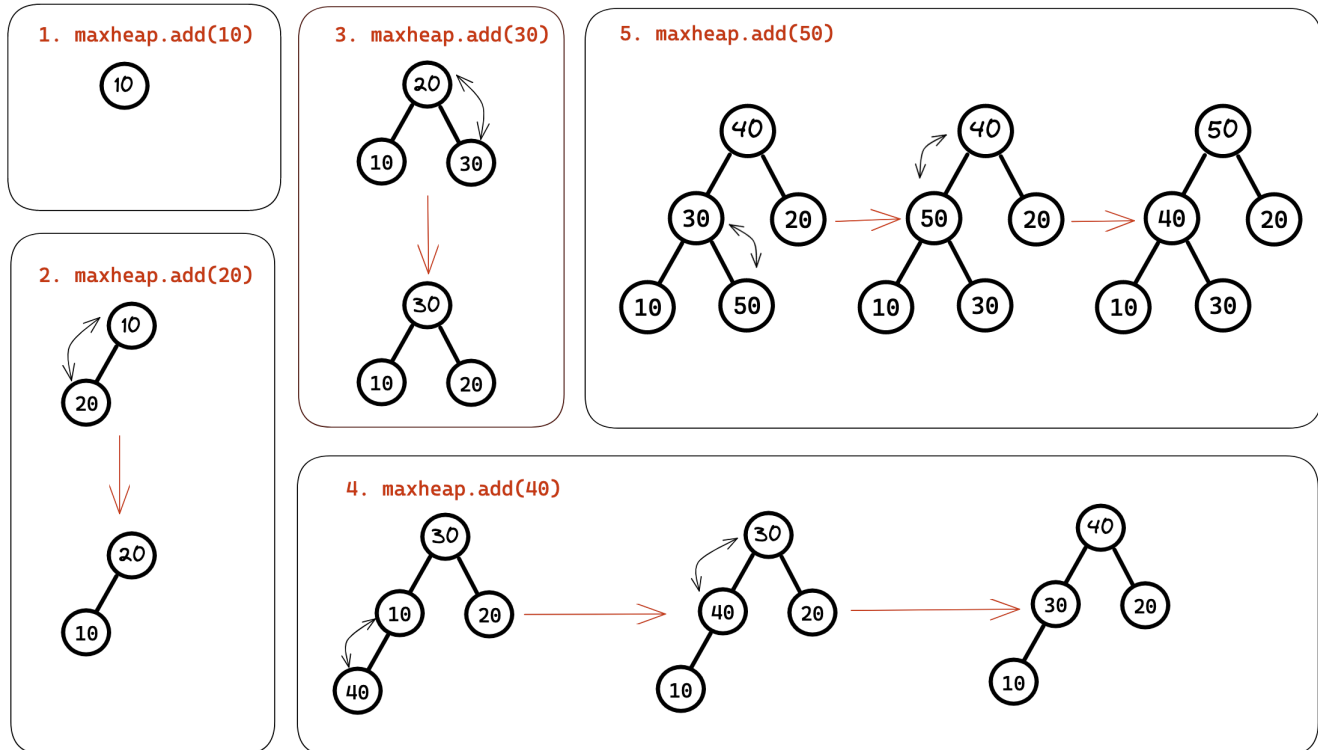 1. maxheap.add(10)
10
2. maxheap.add(20)
10
20
20
10
3. maxheap.add(30)
20
10 30
30
10 20
4. maxheap.add(40)
30 30 40
10 20 40 20 30 20
40 10 10
5. maxheap.add(50)
40 40 50
30 20 50 20 40 20
10 50 10 30 10 30